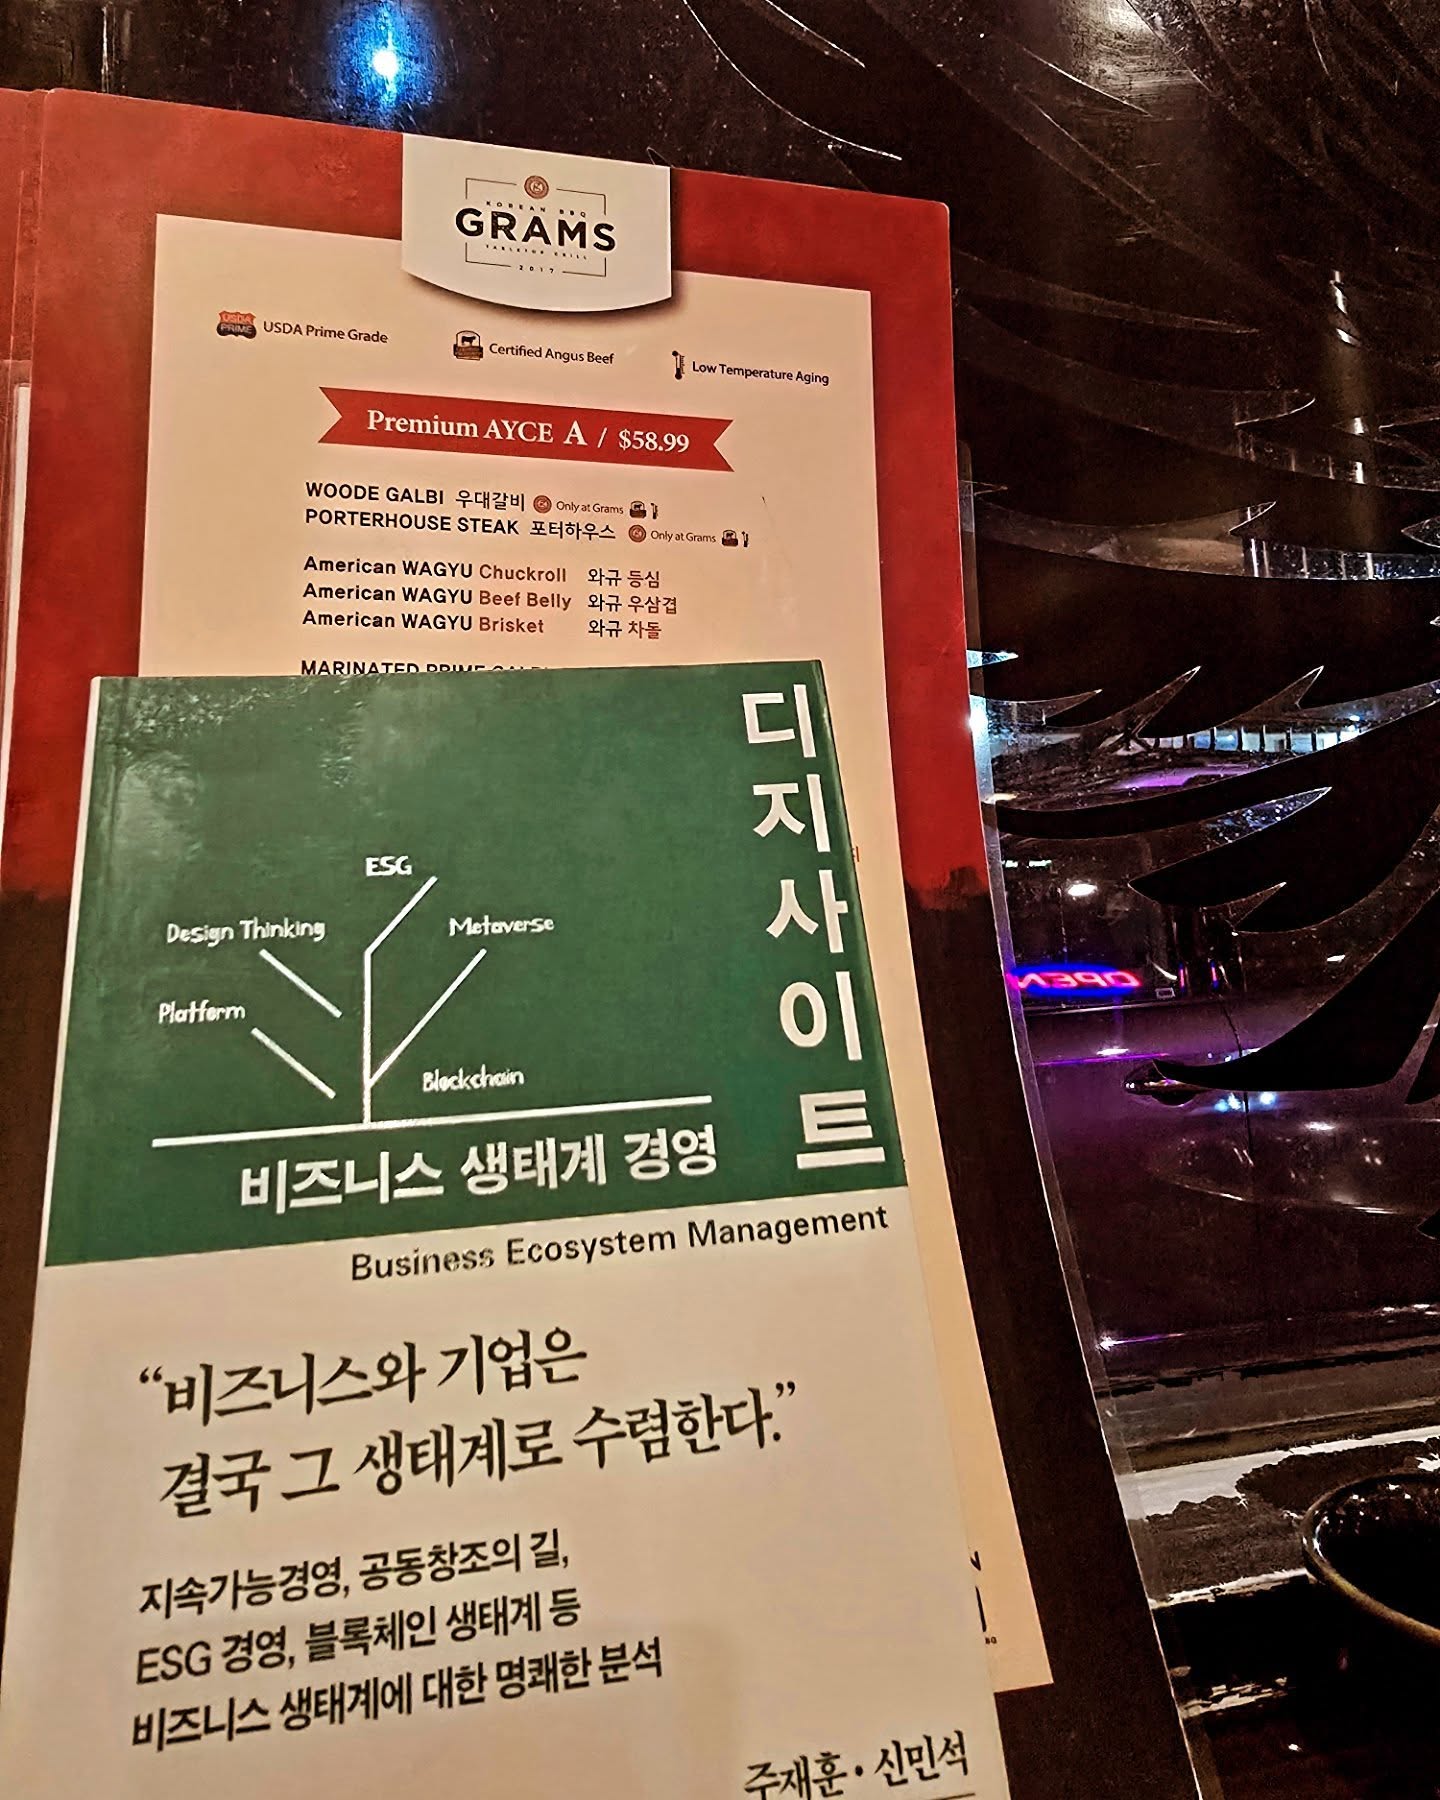 KOREAN BBQ
GRAMS
TABLETOP GRILL
2017
USDA PRIME
USDA Prime Grade
Certified Angus Beef
Low Temperature Aging
Premium AYCE A / $58.99
WOODE GALBI 우대갈비 Only at Grams
PORTERHOUSE STEAK 포터하우스 Only at Grams
American WAGYU Chuckroll 와규 등심
American WAGYU Beef Belly 와규 우삼겹
American WAGYU Brisket 와규 차돌
MARINATED PRIME
디지사이트
ESG
Design Thinking
Metaverse
Platform
Blockchain
비즈니스 생태계 경영
Business Ecosystem Management
“비즈니스와 기업은
결국 그 생태계로 수렴한다.”
지속가능경영, 공동창조의 길,
ESG 경영, 블록체인 생태계 등
비즈니스 생태계에 대한 명쾌한 분석
주재훈 · 신민석
OPEN